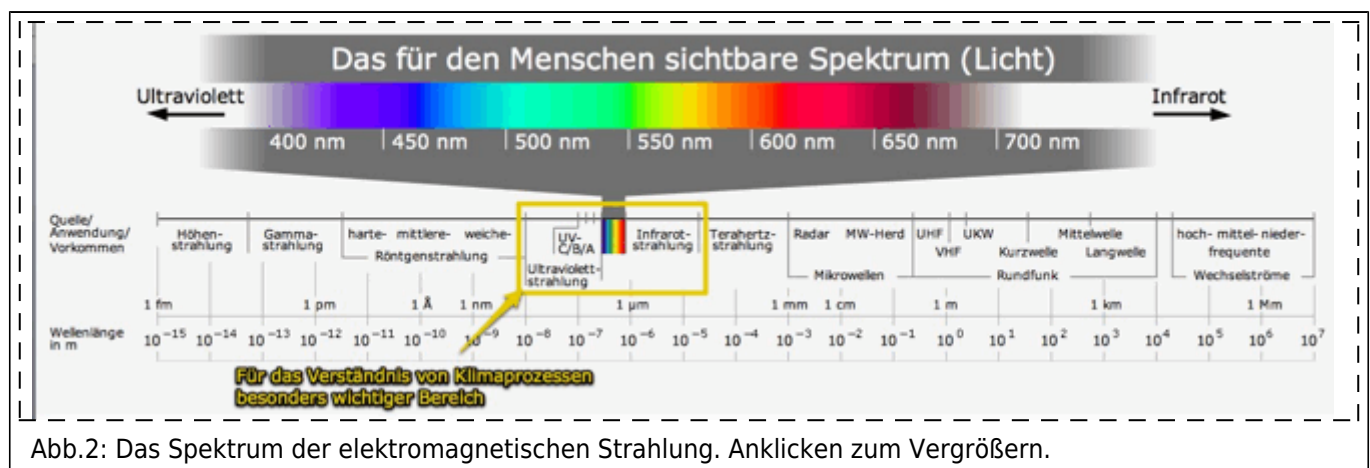 Das für den Menschen sichtbare Spektrum (Licht)
Ultraviolett
Infrarot
400 nm 450 nm 500 nm 550 nm 600 nm 650 nm 700 nm
Quelle/
Anwendung/
Vorkommen
Höhen-
strahlung
Gamma-
strahlung
harte- mittlere- weiche-
Röntgenstrahlung
UV-
C/B/A
Ultraviolett-
strahlung
Infrarot-
strahlung
Terahertz-
strahlung
Radar MW-Herd
Mikrowellen
UHF UKW Mittelwelle
VHF Kurzwelle Langwelle
Rundfunk
hoch- mittel- nieder-
frequente
Wechselströme
1 fm 1 pm 1 Å 1 nm 1 µm 1 mm 1 cm 1 m 1 km 1 Mm
Wellenlänge
in m
10⁻¹⁵ 10⁻¹⁴ 10⁻¹³ 10⁻¹² 10⁻¹¹ 10⁻¹⁰ 10⁻⁹ 10⁻⁸ 10⁻⁷ 10⁻⁶ 10⁻⁵ 10⁻⁴ 10⁻³ 10⁻² 10⁻¹ 10⁰ 10¹ 10² 10³ 10⁴ 10⁵ 10⁶ 10⁷
Für das Verständnis von Klimaprozessen
besonders wichtiger Bereich
Abb.2: Das Spektrum der elektromagnetischen Strahlung. Anklicken zum Vergrößern.